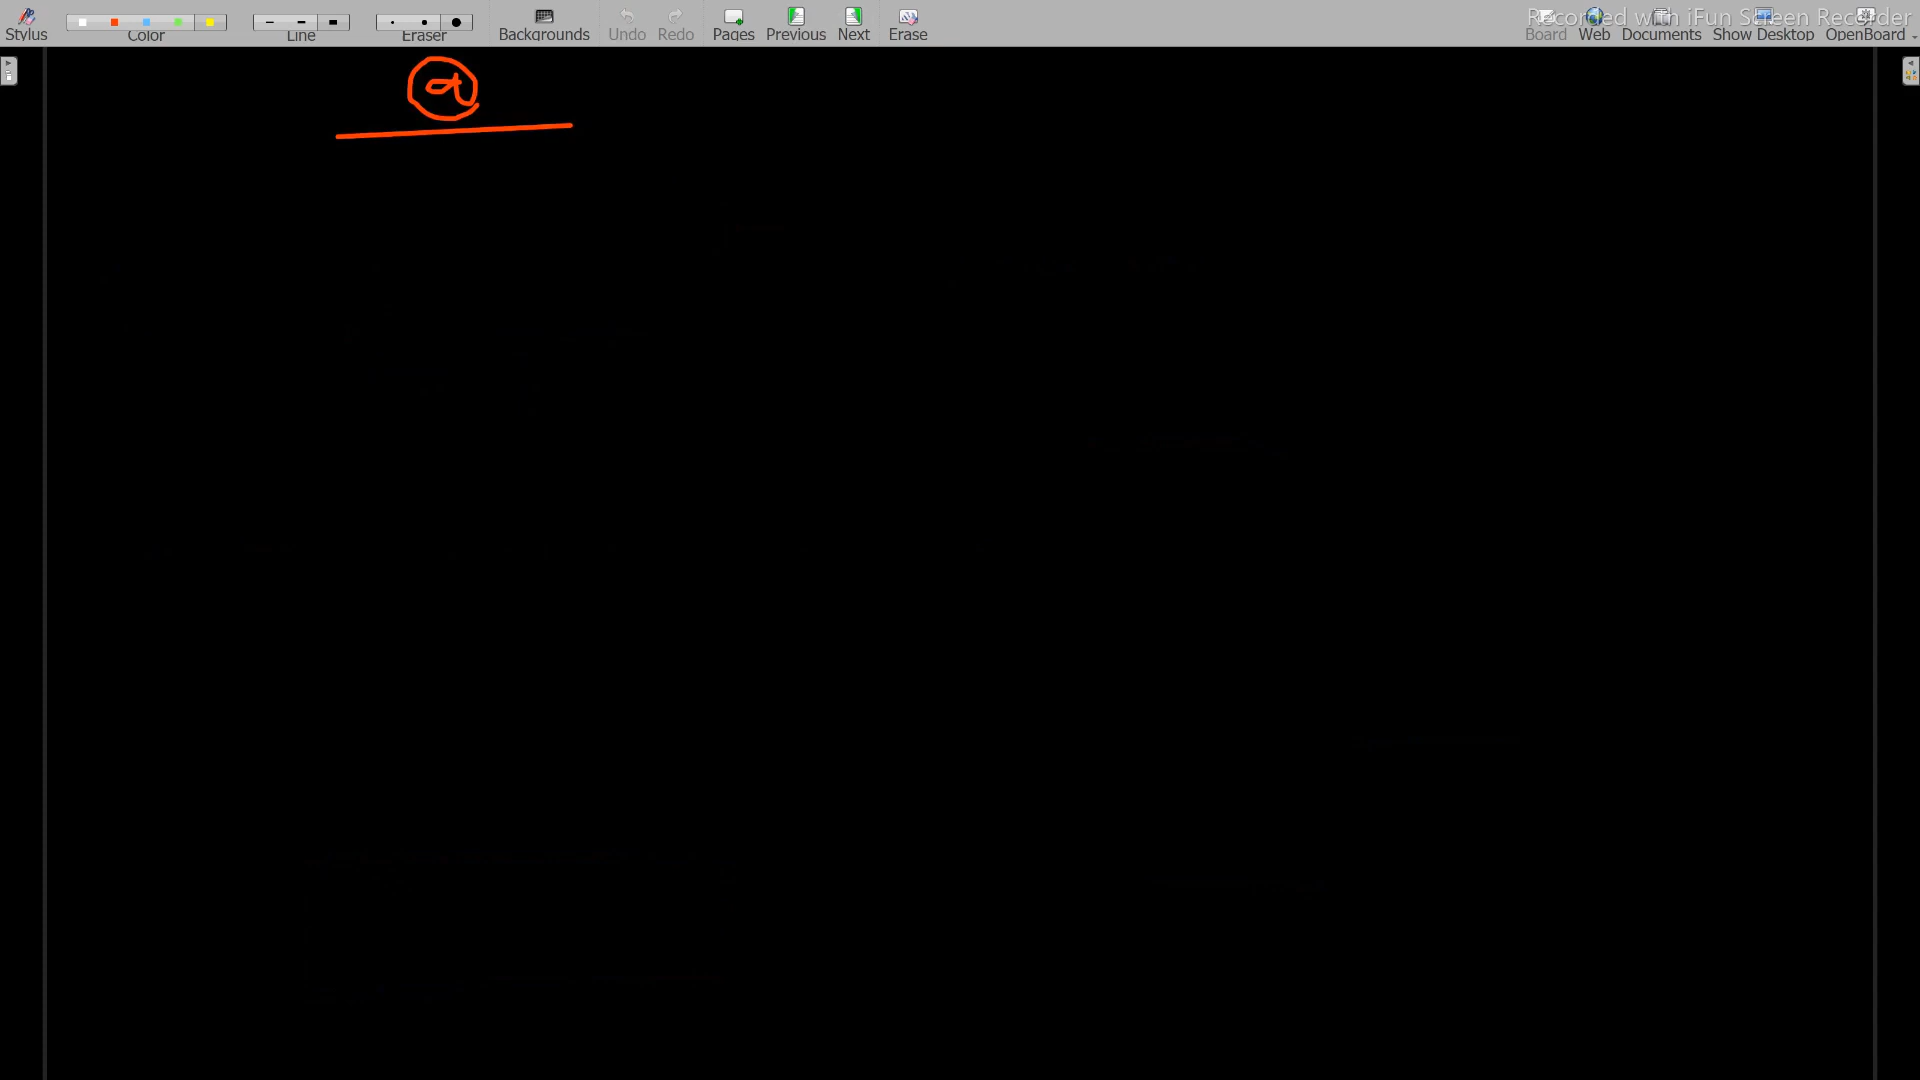 Recorded with iFun Screen Recorder
Stylus Color Line Eraser Backgrounds Undo Redo Pages Previous Next Erase Board Web Documents Show Desktop OpenBoard